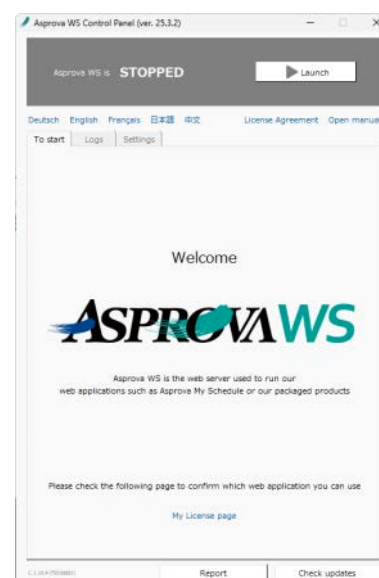 Asprova WS Control Panel (ver. 25.3.2)
Asprova WS is STOPPED
Launch
Deutsch English Français 日本語 中文 License Agreement Open manual
To start Logs Settings
Welcome
ASPROVA WS
Asprova WS is the web server used to run our
web applications such as Asprova My Schedule or our packaged products
Please check the following page to confirm which web application you can use
My License page
Report Check updates